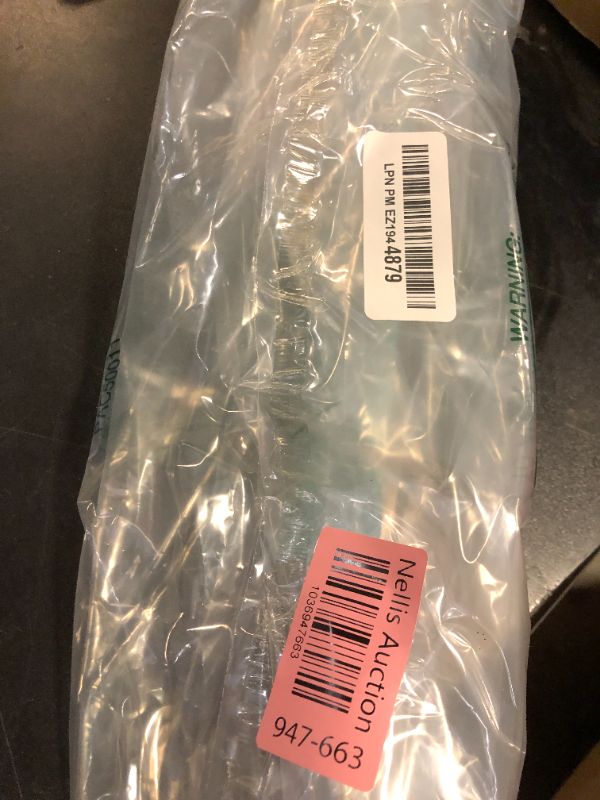 LPN PM EZ1944879
WARNING:
Nellis Auction
1036947663
947-663